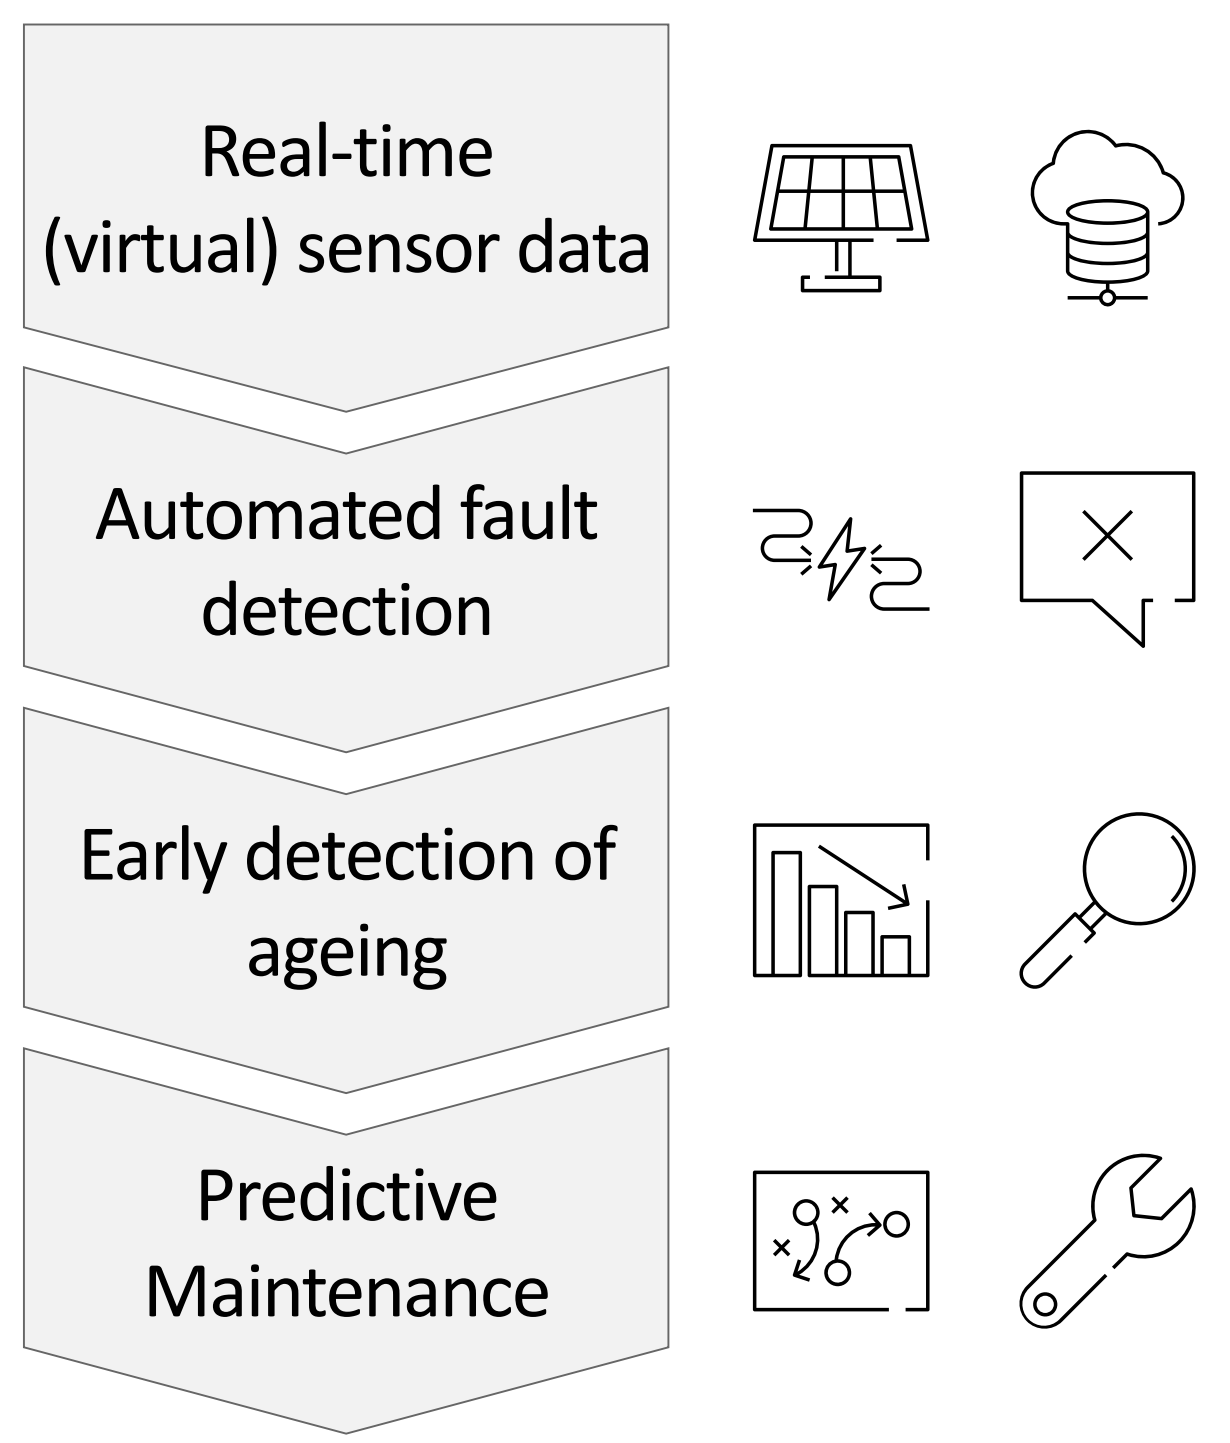 Real-time
(virtual) sensor data
Automated fault
detection
Early detection of
ageing
Predictive
Maintenance